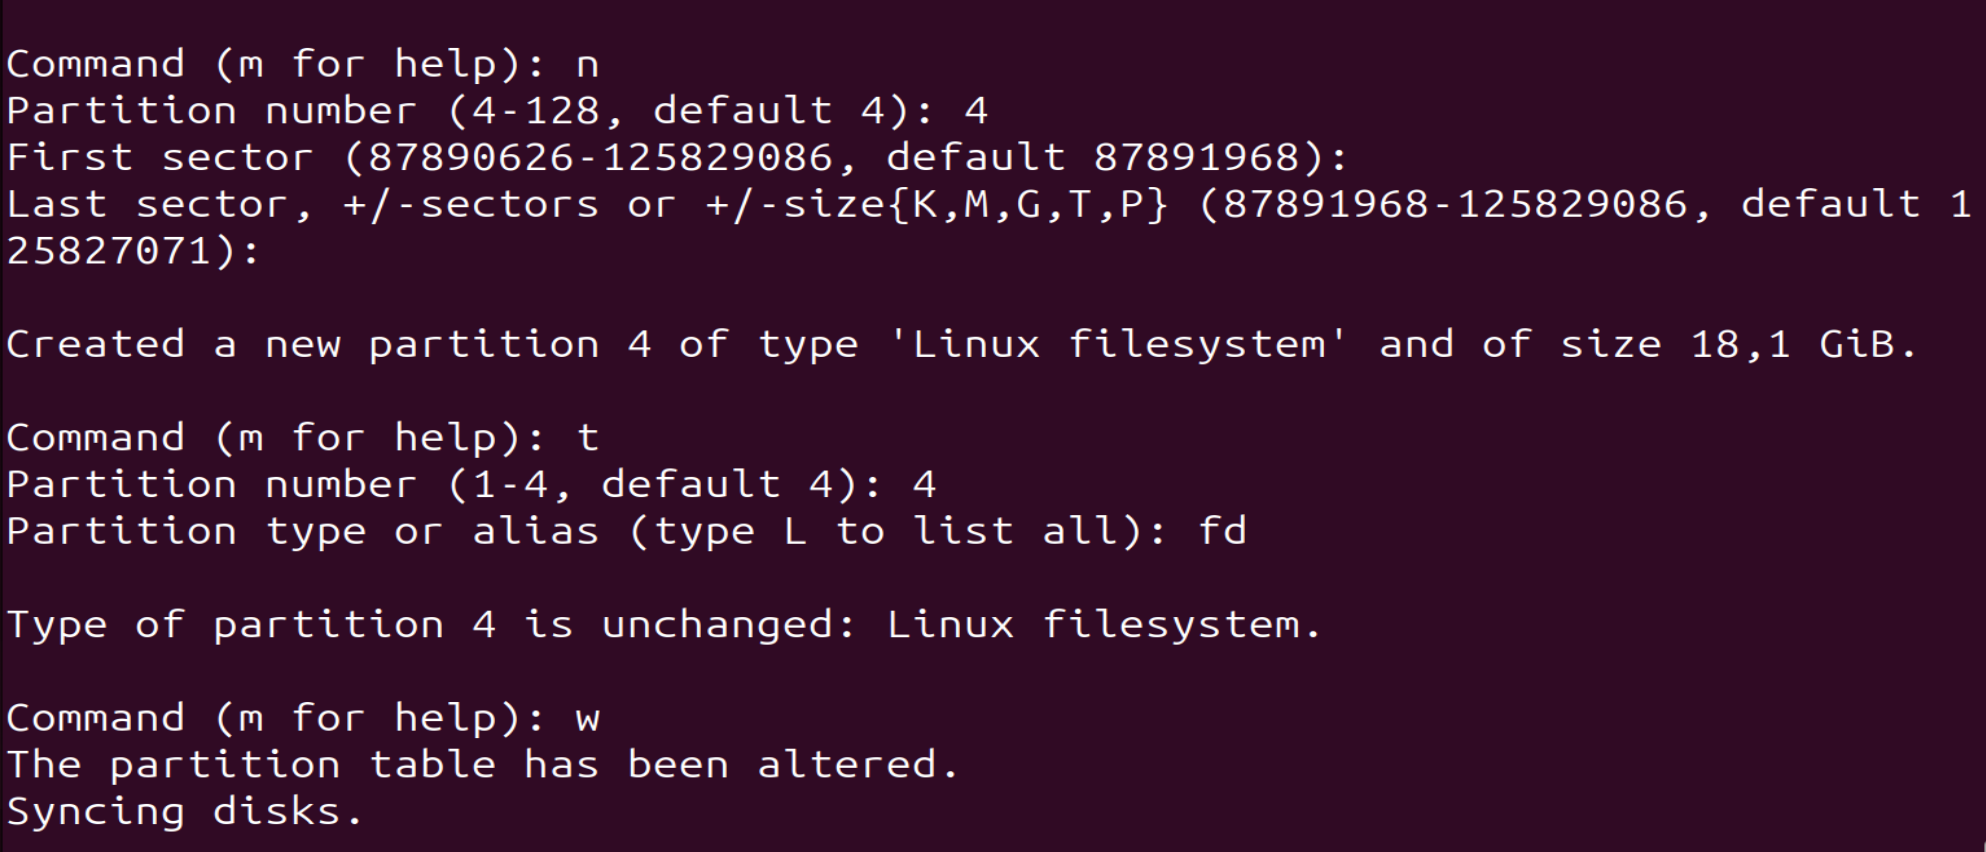 Command (m for help): n
Partition number (4-128, default 4): 4
First sector (87890626-125829086, default 87891968):
Last sector, +/-sectors or +/-size{K,M,G,T,P} (87891968-125829086, default 1
25827071):
Created a new partition 4 of type 'Linux filesystem' and of size 18,1 GiB.
Command (m for help): t
Partition number (1-4, default 4): 4
Partition type or alias (type L to list all): fd
Type of partition 4 is unchanged: Linux filesystem.
Command (m for help): w
The partition table has been altered.
Syncing disks.